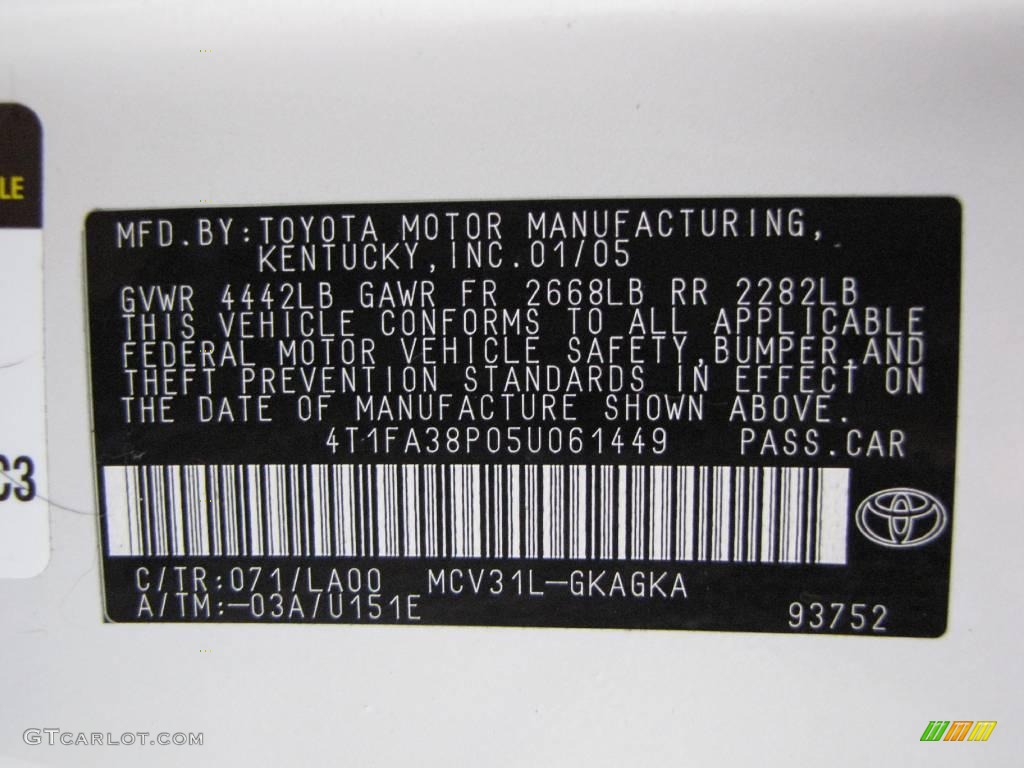 LE
MFD.BY:TOYOTA MOTOR MANUFACTURING,
KENTUCKY,INC.01/05
GVWR 4442LB GAWR FR 2668LB RR 2282LB
THIS VEHICLE CONFORMS TO ALL APPLICABLE
FEDERAL MOTOR VEHICLE SAFETY,BUMPER,AND
THEFT PREVENTION STANDARDS IN EFFECT ON
THE DATE OF MANUFACTURE SHOWN ABOVE.
4T1FA38P05U061449 PASS.CAR
C3
C/TR:071/LA00 MCV31L-GKAGKA
A/TM:-03A/U151E
93752
GTCARLOT.COM